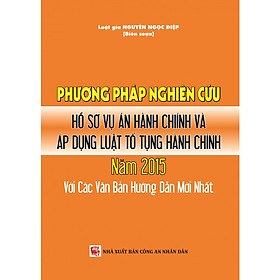 Luật gia NGUYỄN NGỌC ĐIỆP
(Biên soạn)
PHƯƠNG PHÁP NGHIÊN CỨU
HỒ SƠ VỤ ÁN HÀNH CHÍNH VÀ
ÁP DỤNG LUẬT TỐ TỤNG HÀNH CHÍNH
Năm 2015
Với Các Văn Bản Hướng Dẫn Mới Nhất
NHÀ XUẤT BẢN CÔNG AN NHÂN DÂN